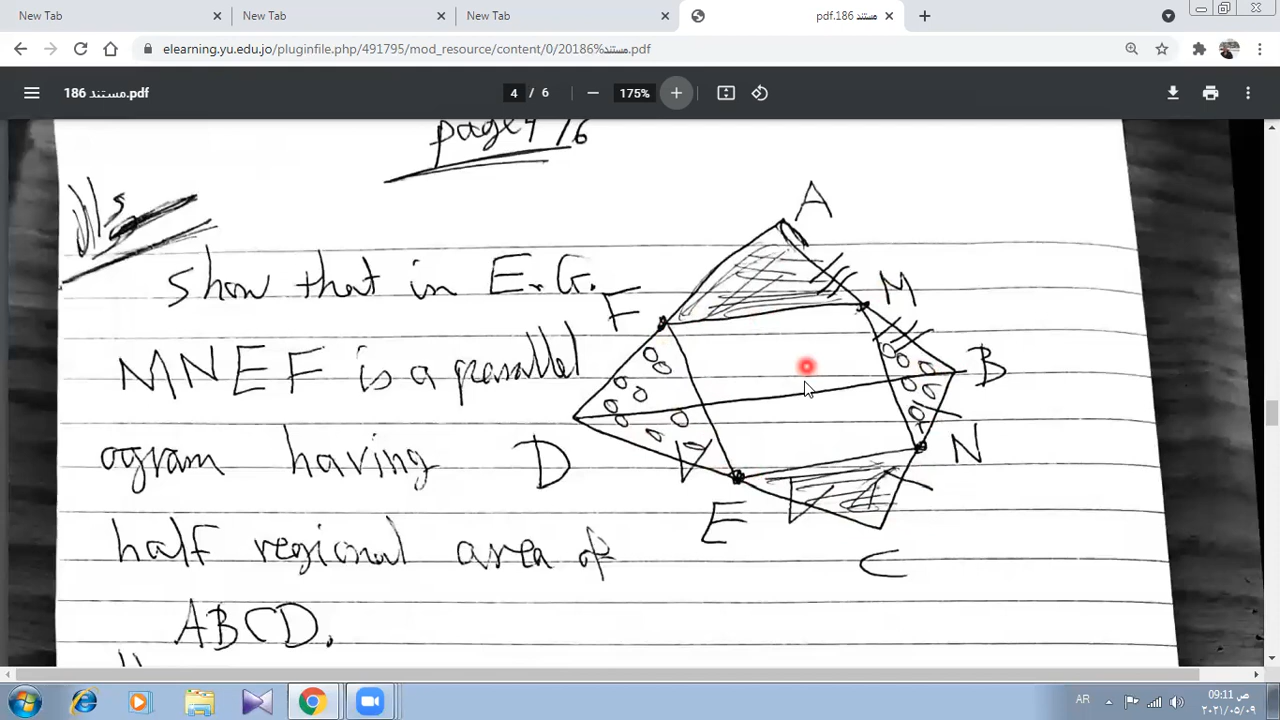 New Tab
New Tab
New Tab
مستند 186.pdf
elearning.yu.edu.jo/pluginfile.php/491795/mod_resource/content/0/20186%مستند.pdf
مستند 186.pdf
4 / 6
175%
page 4/6
A
show that in E.G.
F
M
MNEF is a parallel
B
ogram having
D
N
E
half regional area of
C
ABCD.
AR
09:11 ص
٢٠٢١/٠٥/٠٩